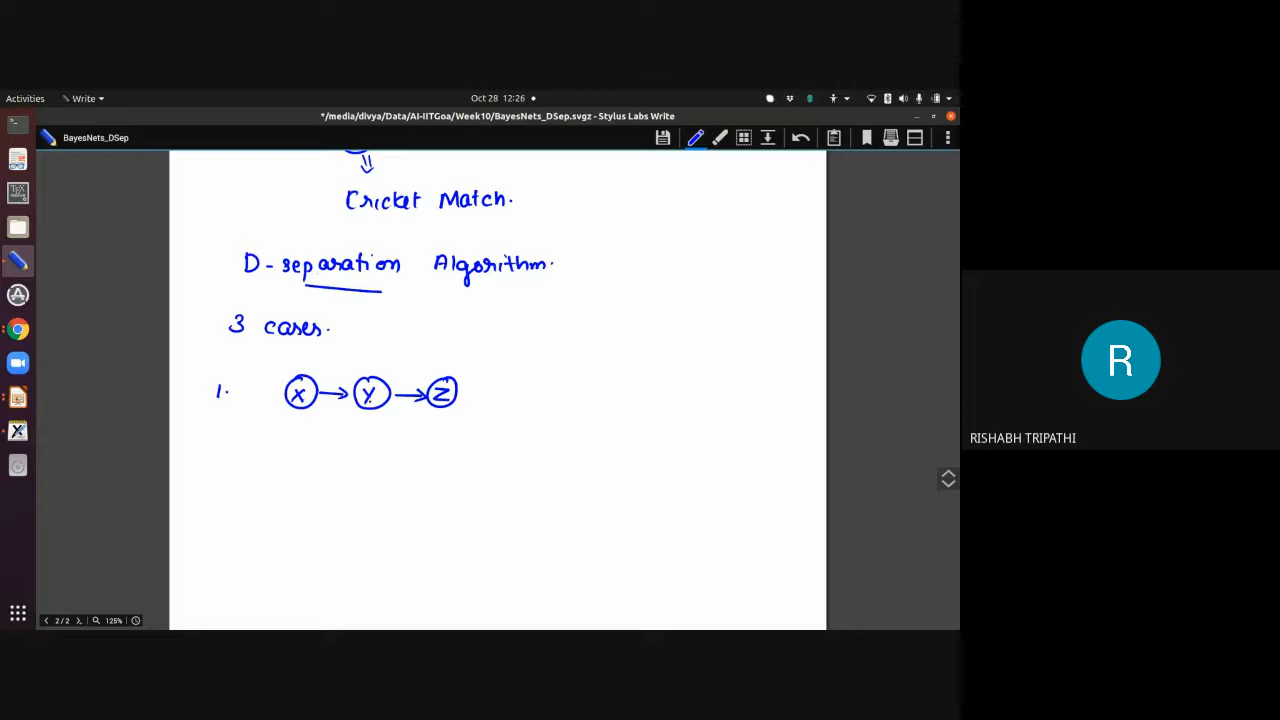 Activities Write Oct 28 12:26
*/media/divya/Data/AI-IITGoa/Week10/BayesNets_DSep.svgz - Stylus Labs Write
BayesNets_DSep
Cricket Match.
D-separation Algorithm.
3 cases.
1. X → Y → Z
R
RISHABH TRIPATHI
2/2 125%